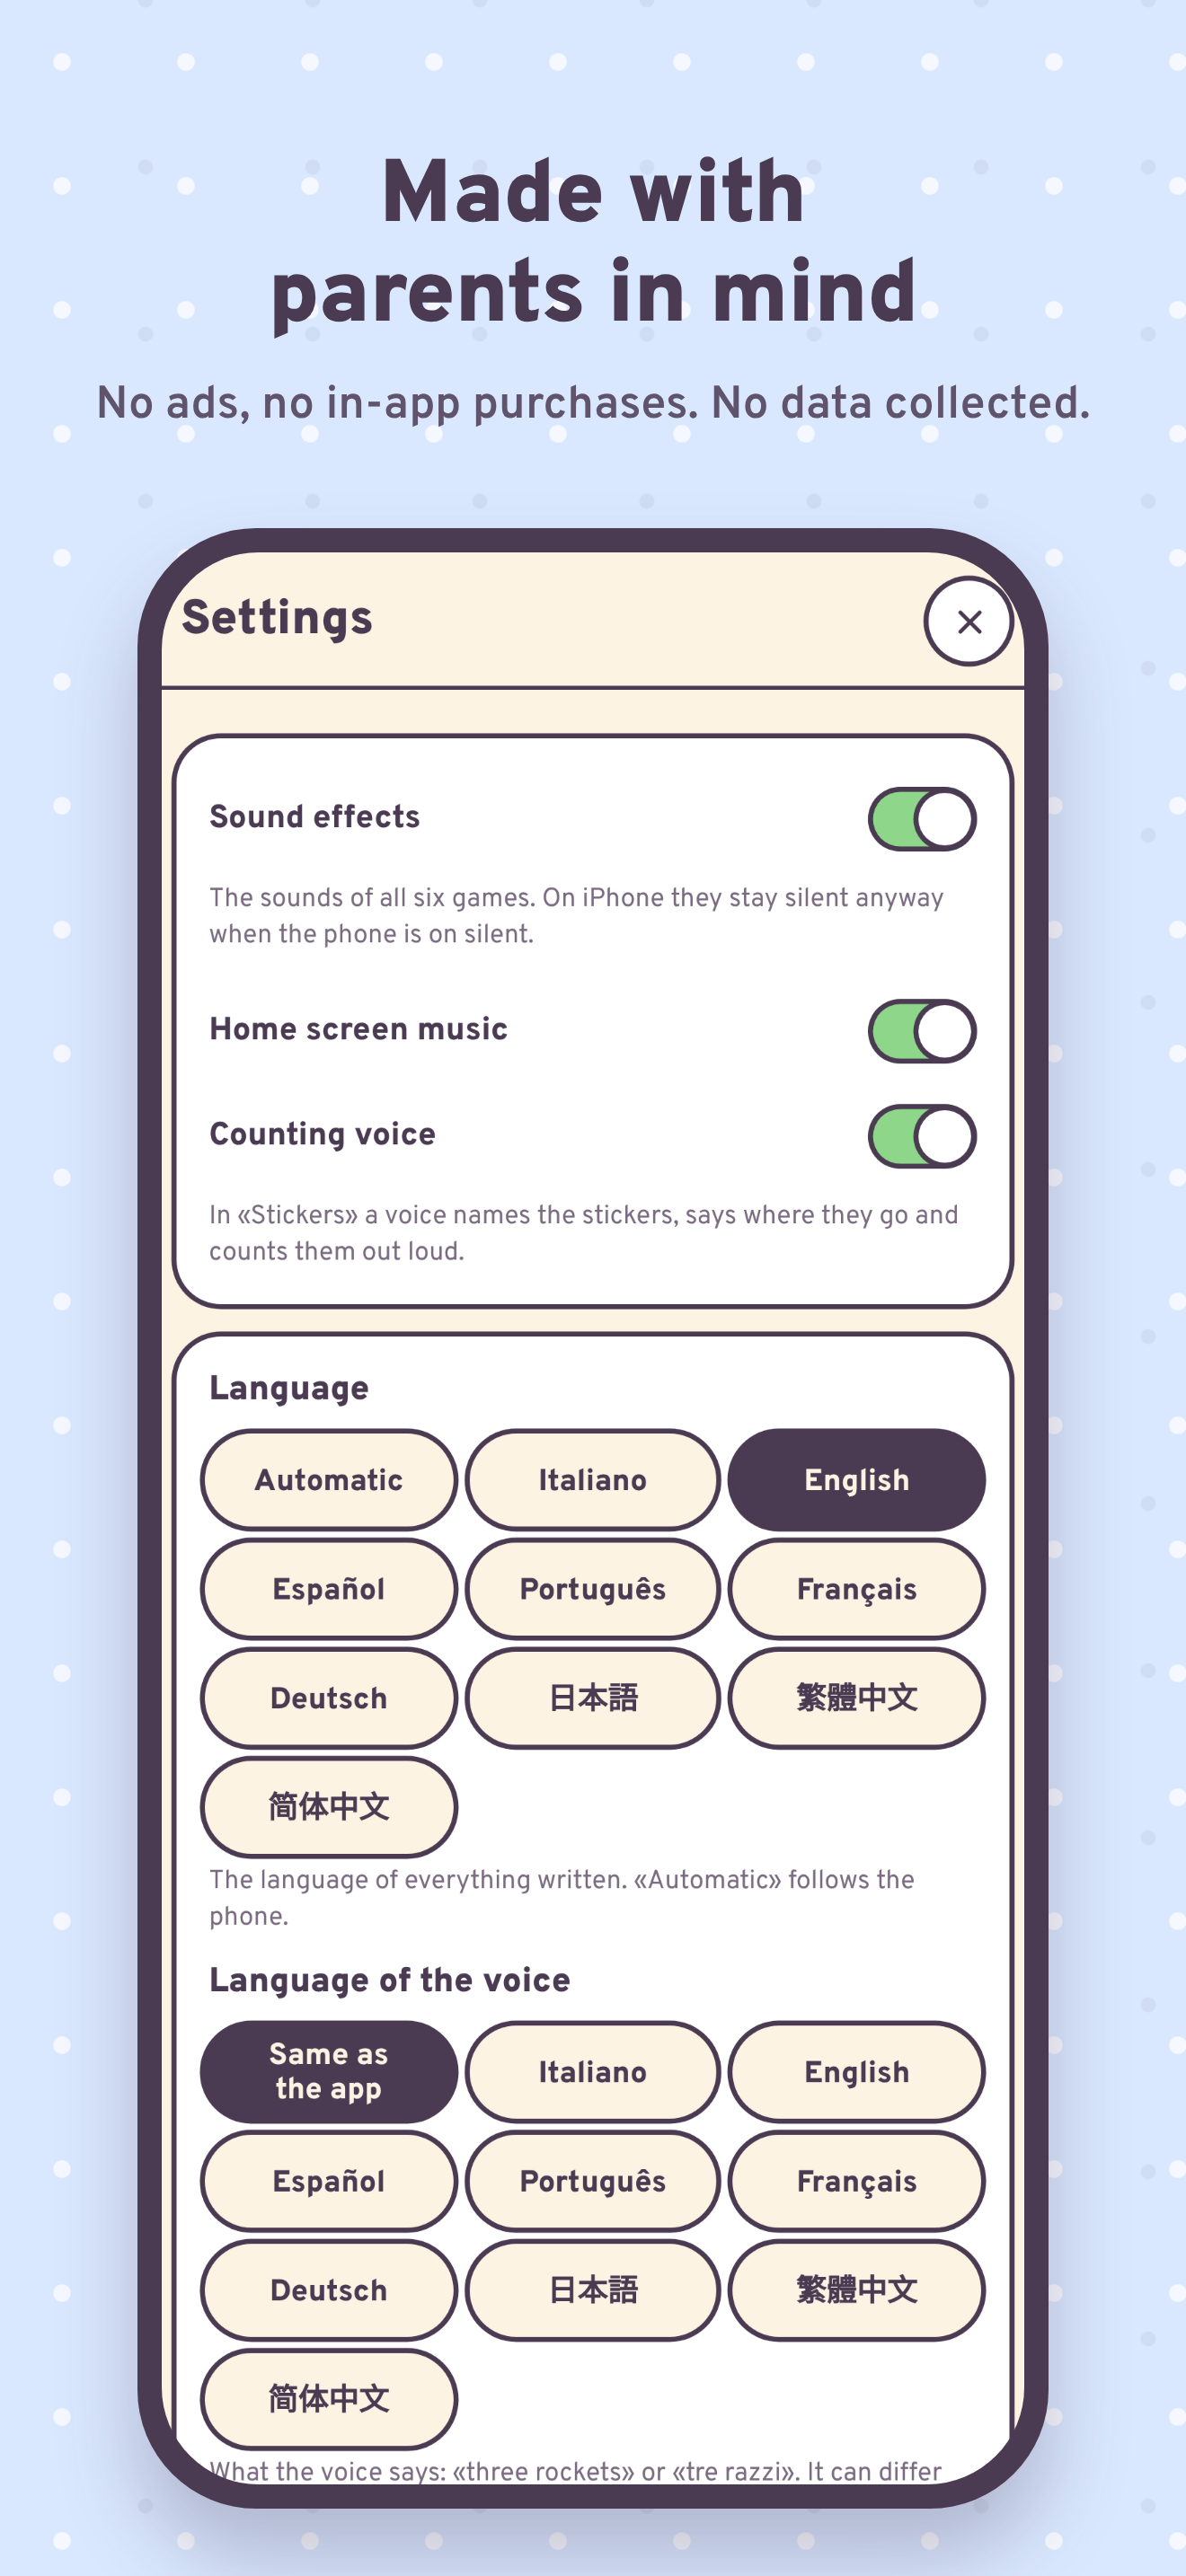 Made with
parents in mind
No ads, no in-app purchases. No data collected.
Settings
Sound effects
The sounds of all six games. On iPhone they stay silent anyway
when the phone is on silent.
Home screen music
Counting voice
In «Stickers» a voice names the stickers, says where they go and
counts them out loud.
Language
Automatic
Italiano
English
Español
Português
Français
Deutsch
日本語
繁體中文
简体中文
The language of everything written. «Automatic» follows the
phone.
Language of the voice
Same as
the app
Italiano
English
Español
Português
Français
Deutsch
日本語
繁體中文
简体中文
What the voice says: «three rockets» or «tre razzi». It can differ